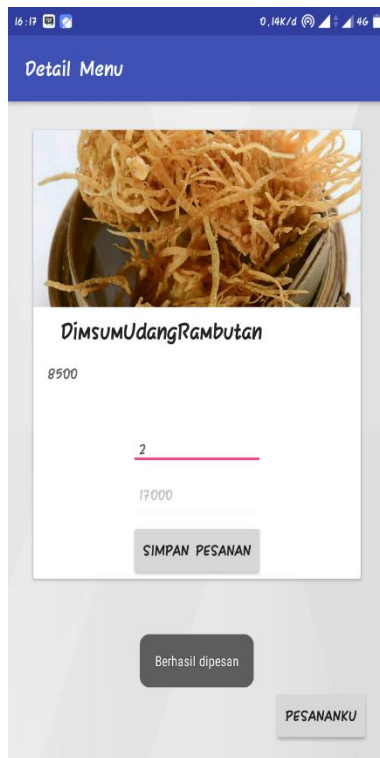 16:17 0,14K/d 4G
Detail Menu
DimsumUdangRambutan
8500
2
17000
SIMPAN PESANAN
Berhasil dipesan
PESANANKU